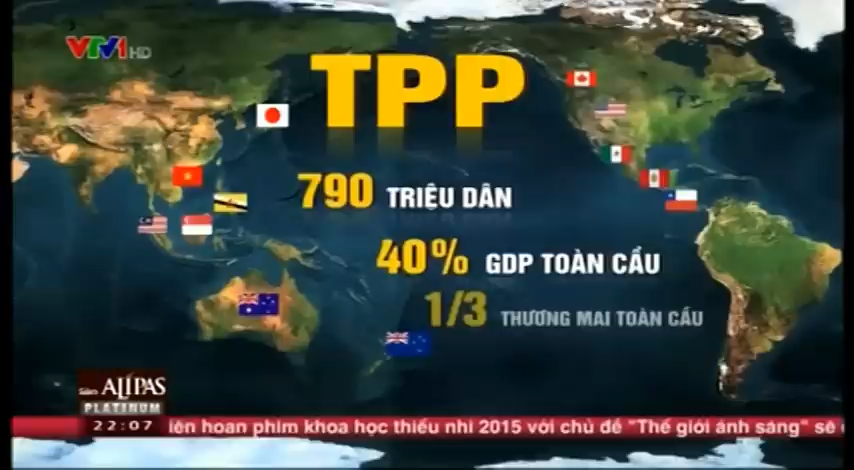 VTV1 HD
TPP
790 TRIỆU DÂN
40% GDP TOÀN CẦU
1/3 THƯƠNG MẠI TOÀN CẦU
Sâm ALIPAS
PLATINUM
22:07 iên hoan phim khoa học thiếu nhi 2015 với chủ đề "Thế giới ánh sáng" sẽ